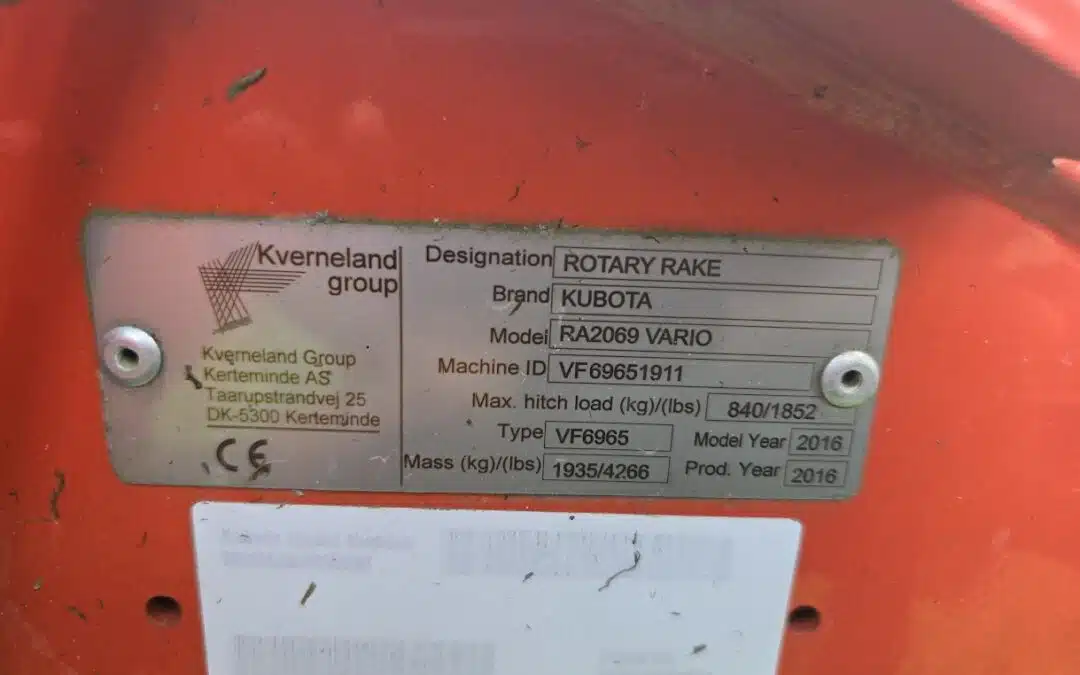 Kverneland
group
Kverneland Group
Kerteminde AS
Taarupstrandvej 25
DK-5300 Kerteminde
CE
Designation ROTARY RAKE
Brand KUBOTA
Model RA2069 VARIO
Machine ID VF69651911
Max. hitch load (kg)/(lbs) 840/1852
Type VF6965 Model Year 2016
Mass (kg)/(lbs) 1935/4266 Prod. Year 2016